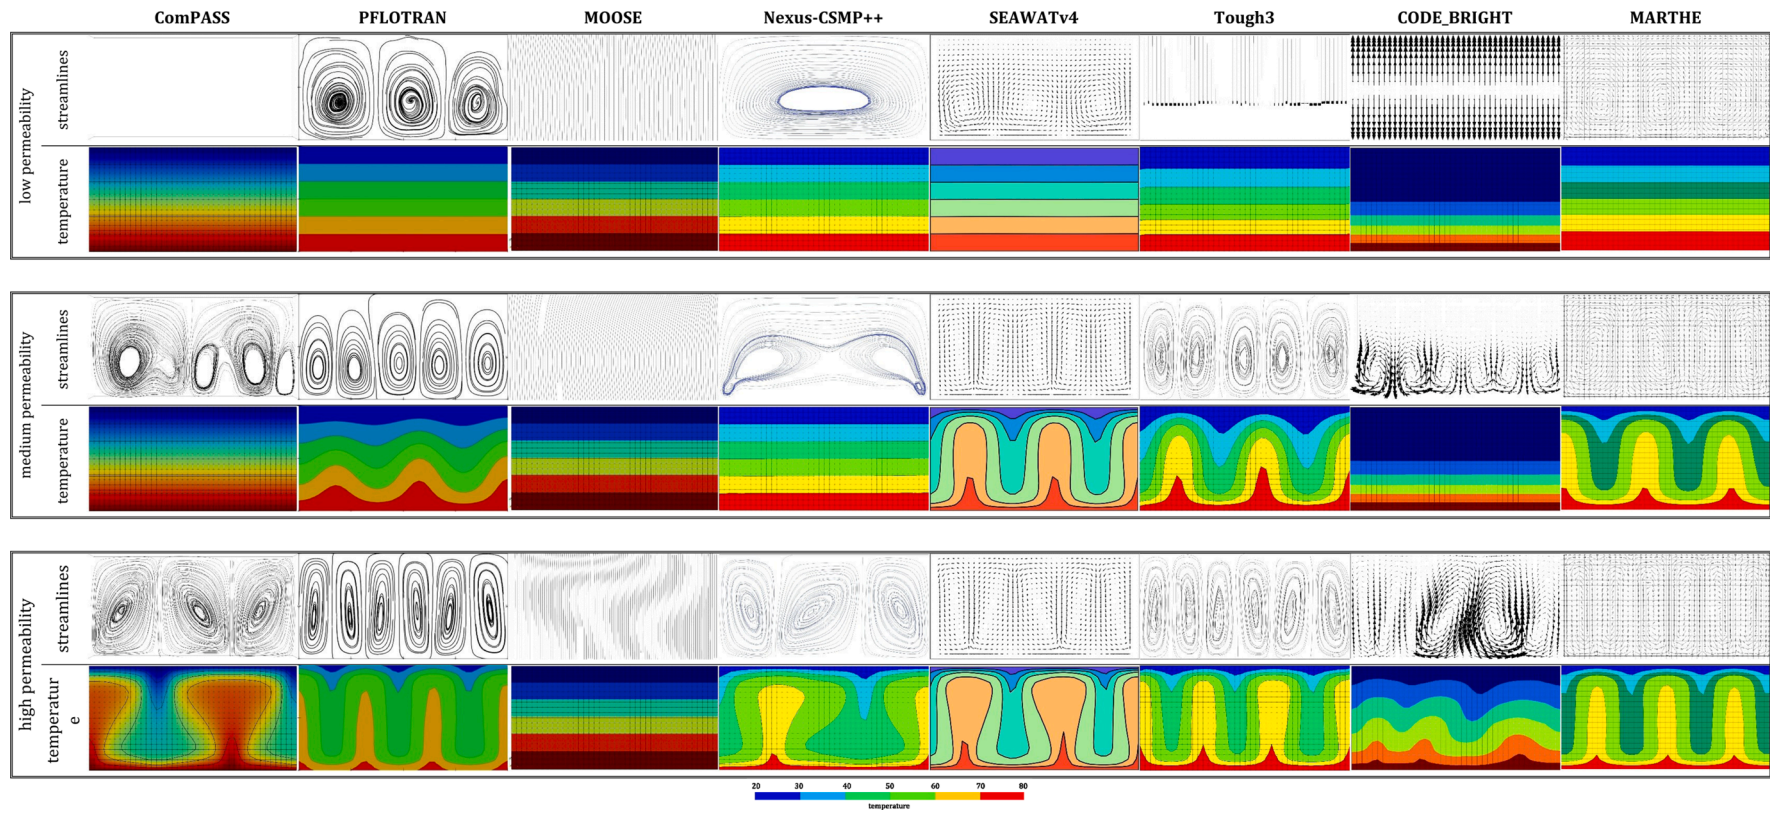 ComPASS PFLOTRAN MOOSE Nexus-CSMP++ SEAWATv4 Tough3 CODE_BRIGHT MARTHE
low permeability
streamlines
temperature
medium permeability
streamlines
temperature
high permeability
streamlines
temperatur
e
20 30 40 50 60 70 80
temperature